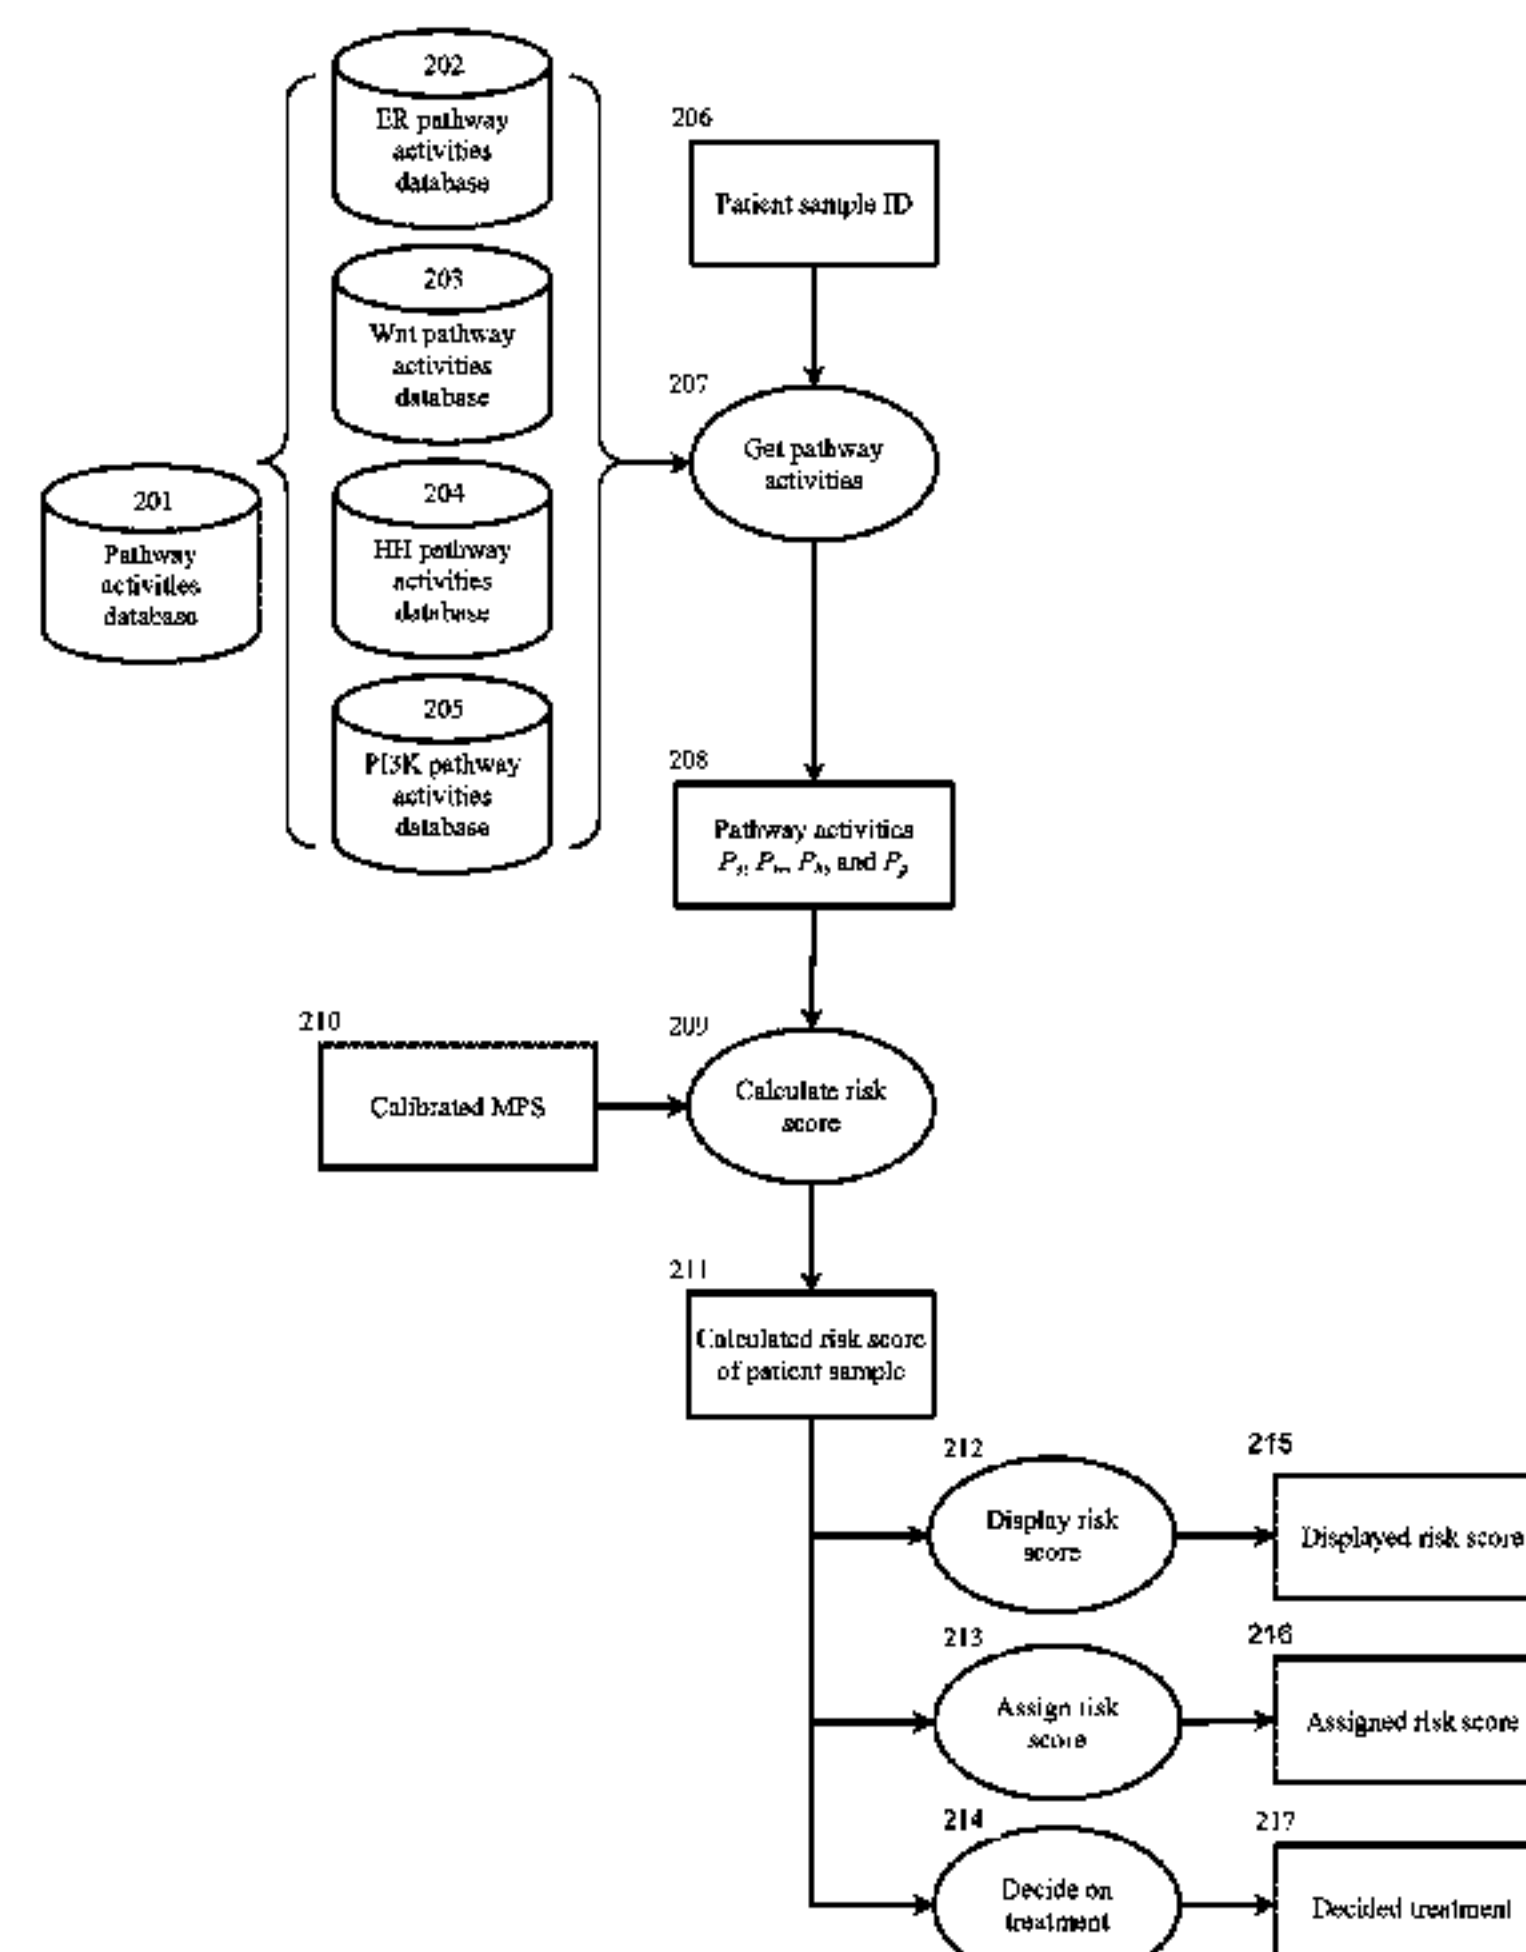 202
ER pathway
activities
database
206
Patient sample ID
203
Wnt pathway
activities
database
207
Get pathway
activities
201
Pathway
activities
database
204
HH pathway
activities
database
205
PI3K pathway
activities
database
208
Pathway activities
P P P and P
210
Calibrated MPS
209
Calculate risk
score
211
Calculated risk score
of patient sample
212
Display risk
score
215
Displayed risk score
213
Assign risk
score
216
Assigned risk score
214
Decide on
treatment
217
Decided treatment